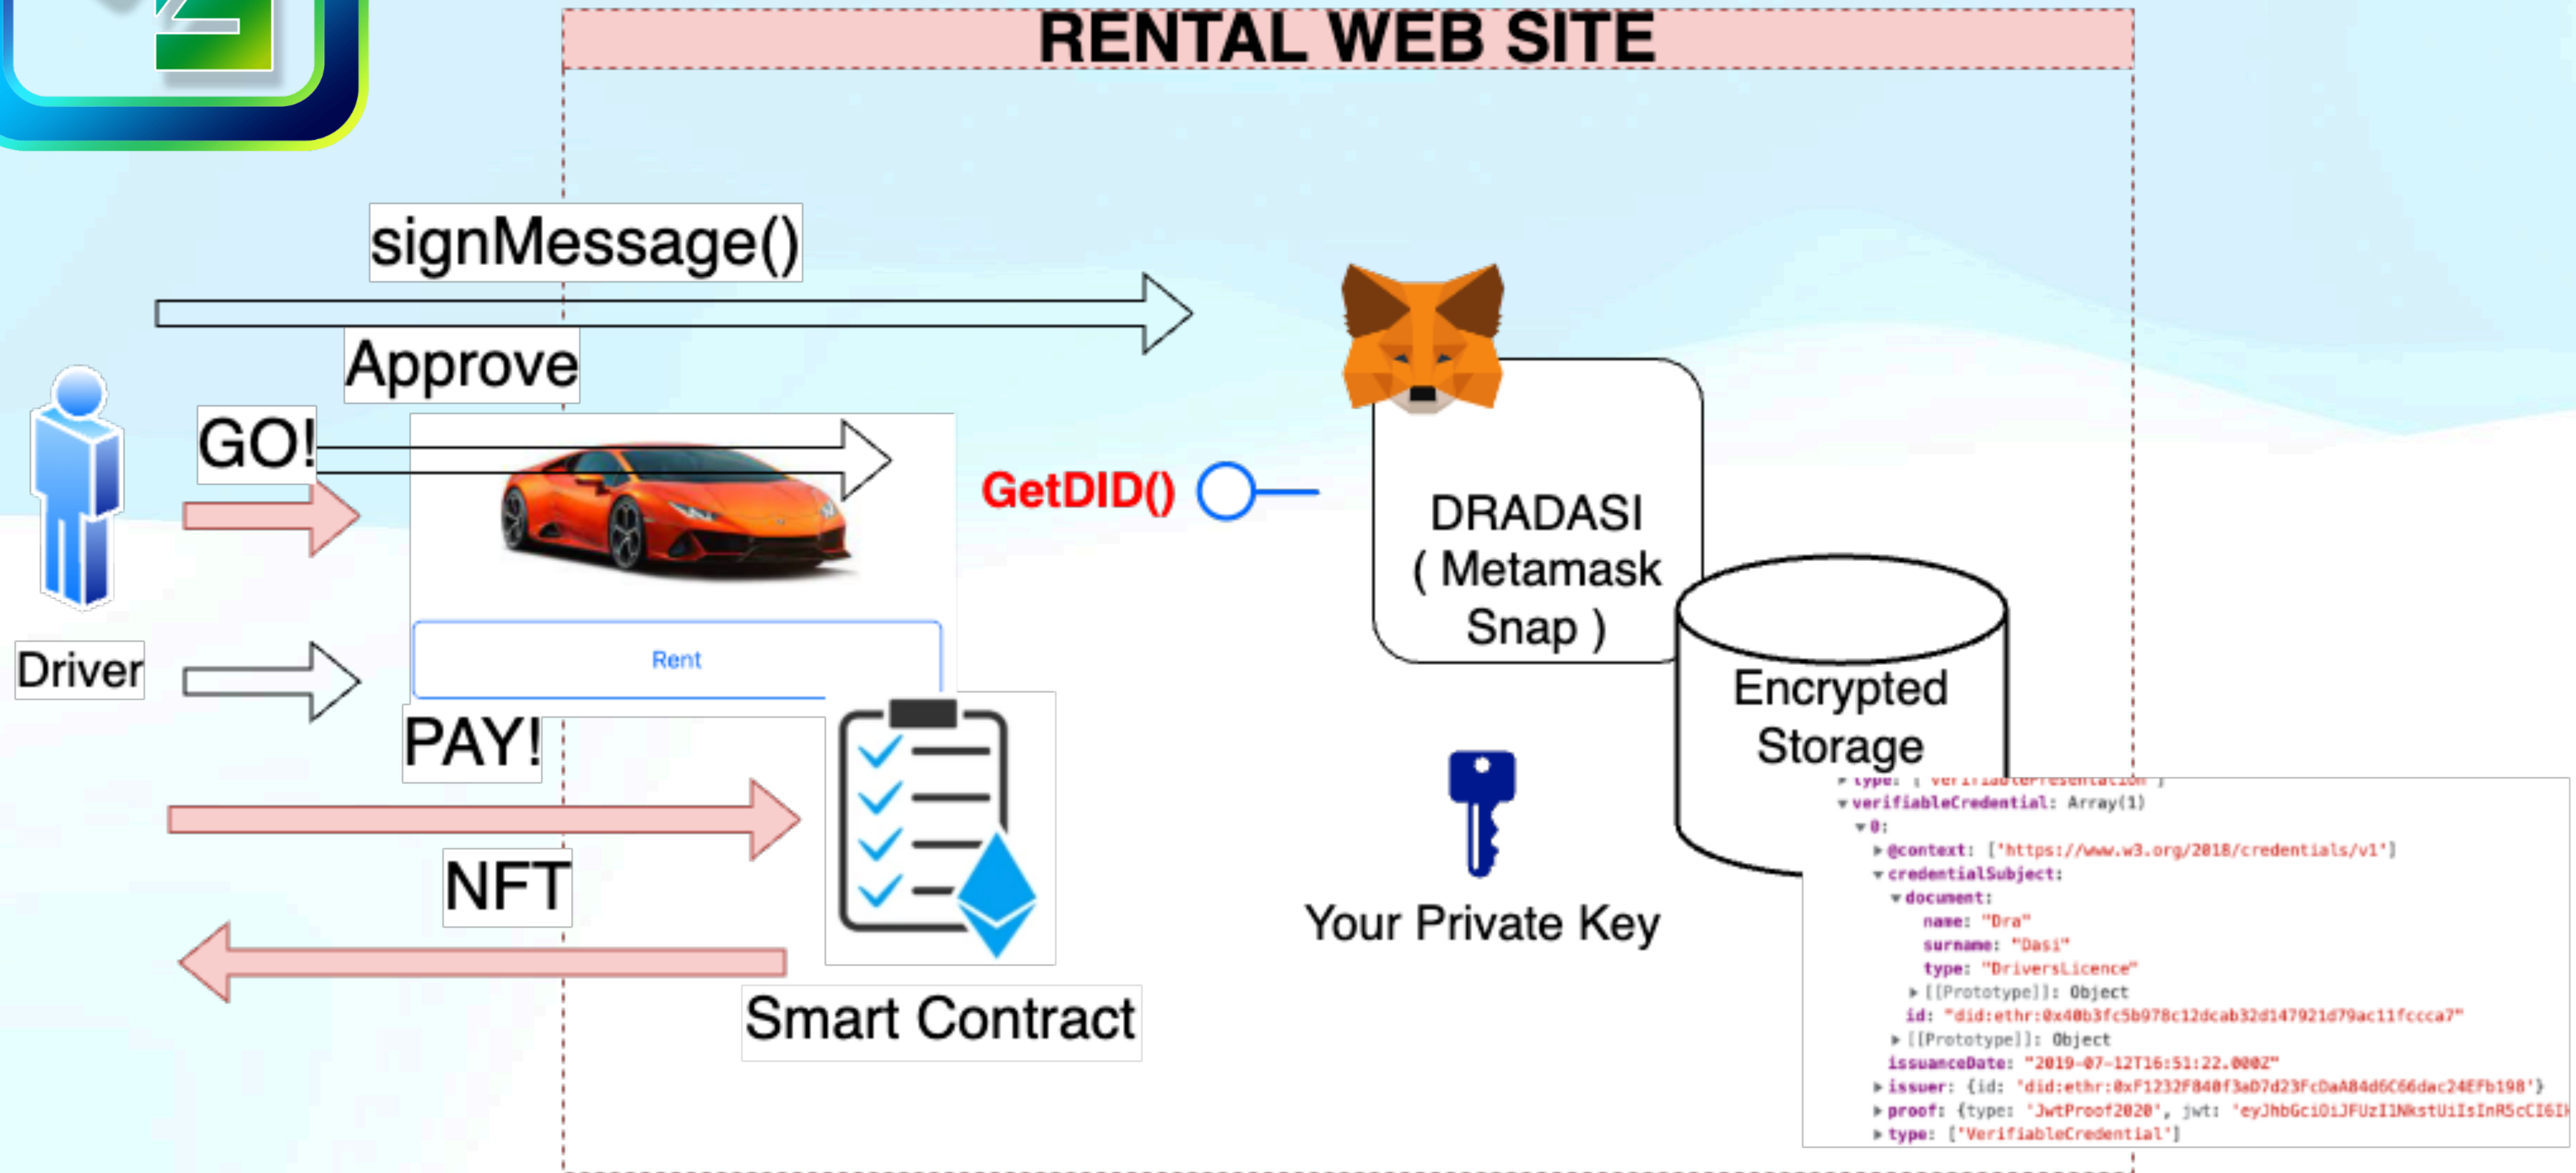 RENTAL WEB SITE
signMessage()
Approve
GO!
GetDID()
DRADASI
( Metamask
Snap )
Driver
Rent
PAY!
Encrypted
Storage
NFT
Your Private Key
Smart Contract
type: ['VerifiablePresentation']
verifiableCredential: Array(1)
0:
@context: ['https://www.w3.org/2018/credentials/v1']
credentialSubject:
document:
name: "Dra"
surname: "Dasi"
type: "DriversLicence"
[[Prototype]]: Object
id: "did:ethr:0x40b3fc5b978c12dcab32d147921d79ac11fccca7"
[[Prototype]]: Object
issuanceDate: "2019-07-12T16:51:22.000Z"
issuer: {id: 'did:ethr:0xF1232F840f3aD7d23FcDaA84d6C66dac24EFb198'}
proof: {type: 'JwtProof2020', jwt:
type: ['VerifiableCredential']